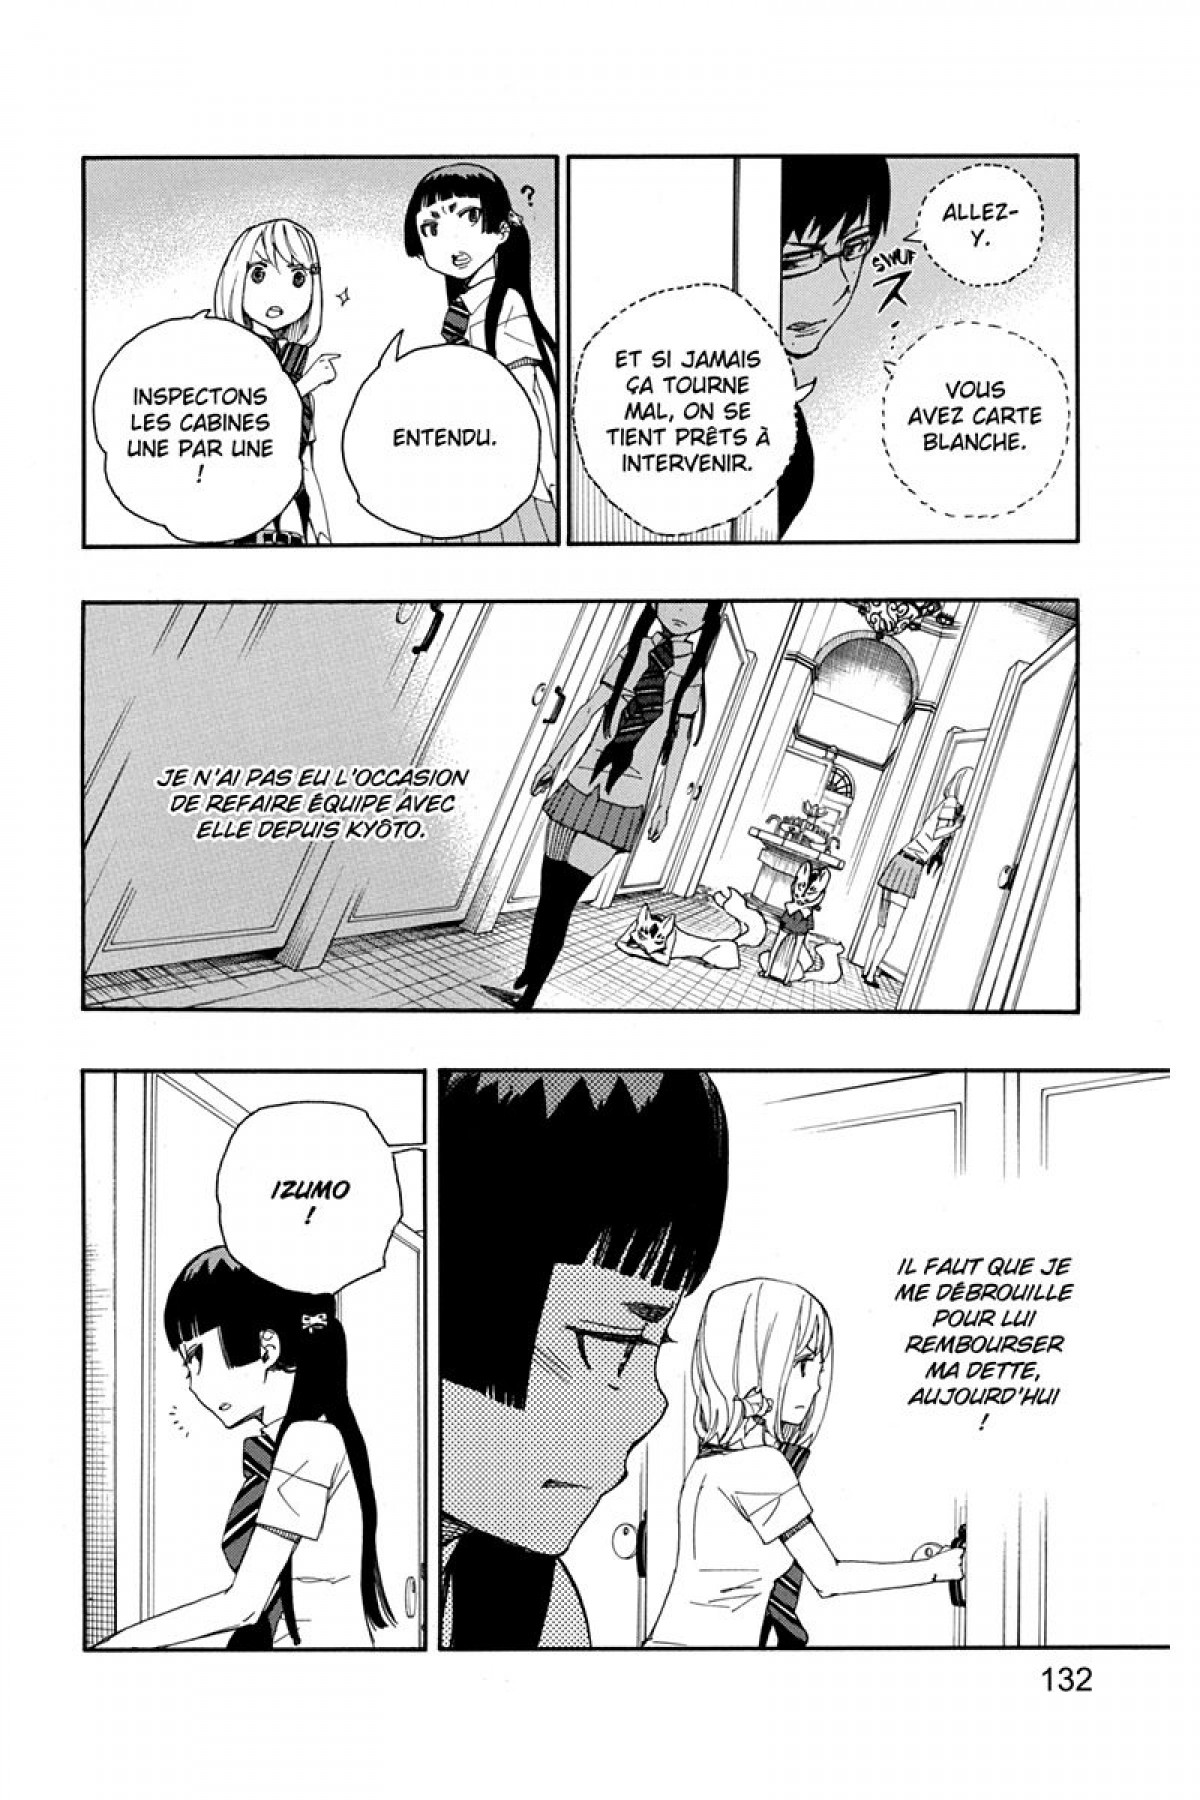 ALLEZ-
Y.
SWUF
ス
VOUS
AVEZ CARTE
BLANCHE.
ET SI JAMAIS
ÇA TOURNE
MAL, ON SE
TIENT PRÊTS À
INTERVENIR.
?
ENTENDU.
INSPECTONS
LES CABINES
UNE PAR UNE
!
JE N'AI PAS EU L'OCCASION
DE REFAIRE ÉQUIPE AVEC
ELLE DEPUIS KYÔTO.
IL FAUT QUE JE
ME DÉBROUILLE
POUR LUI
REMBOURSER
MA DETTE,
AUJOURD'HUI
!
IZUMO
!
132